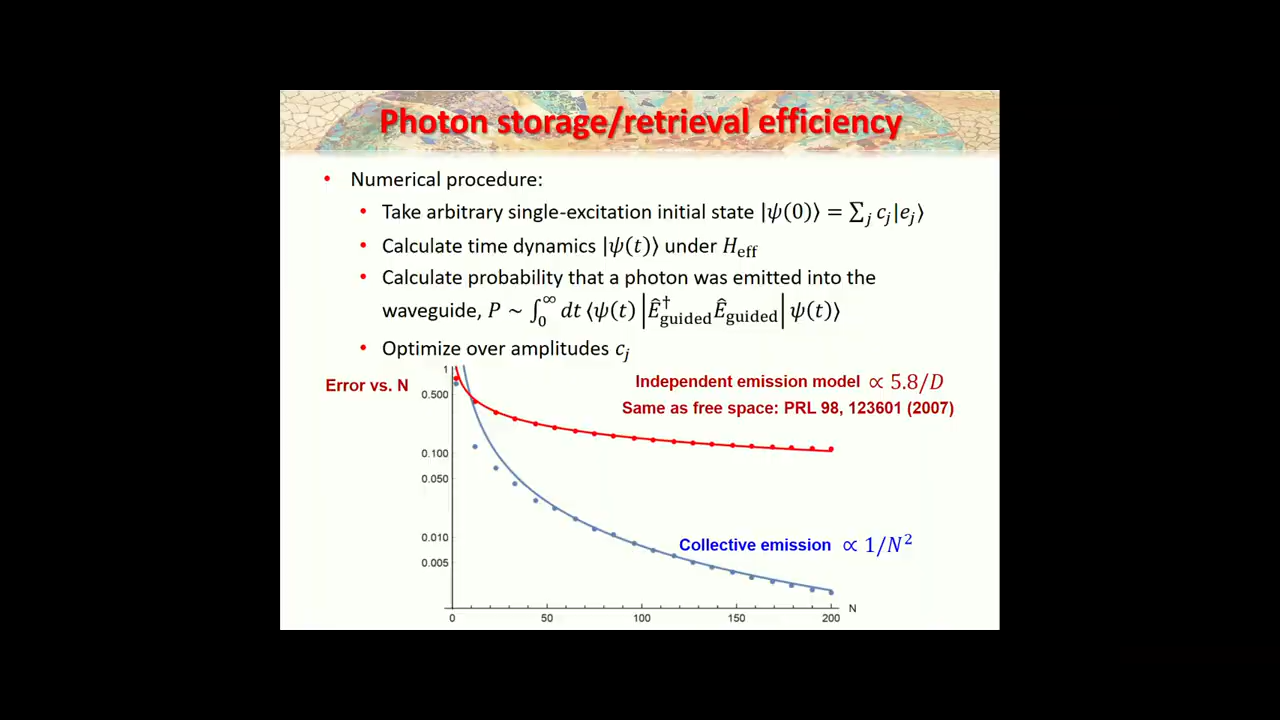 Photon storage/retrieval efficiency
• Numerical procedure:
• Take arbitrary single-excitation initial state |ψ(0)⟩ = ∑_j c_j|e_j⟩
• Calculate time dynamics |ψ(t)⟩ under H_eff
• Calculate probability that a photon was emitted into the
waveguide, P ~ ∫_0^∞ dt ⟨ψ(t)|Ê†_guided Ê_guided|ψ(t)⟩
• Optimize over amplitudes c_j
Error vs. N
Independent emission model ∝ 5.8/D
Same as free space: PRL 98, 123601 (2007)
1
0.500
0.100
0.050
0.010
0.005
Collective emission ∝ 1/N²
N
0 50 100 150 200